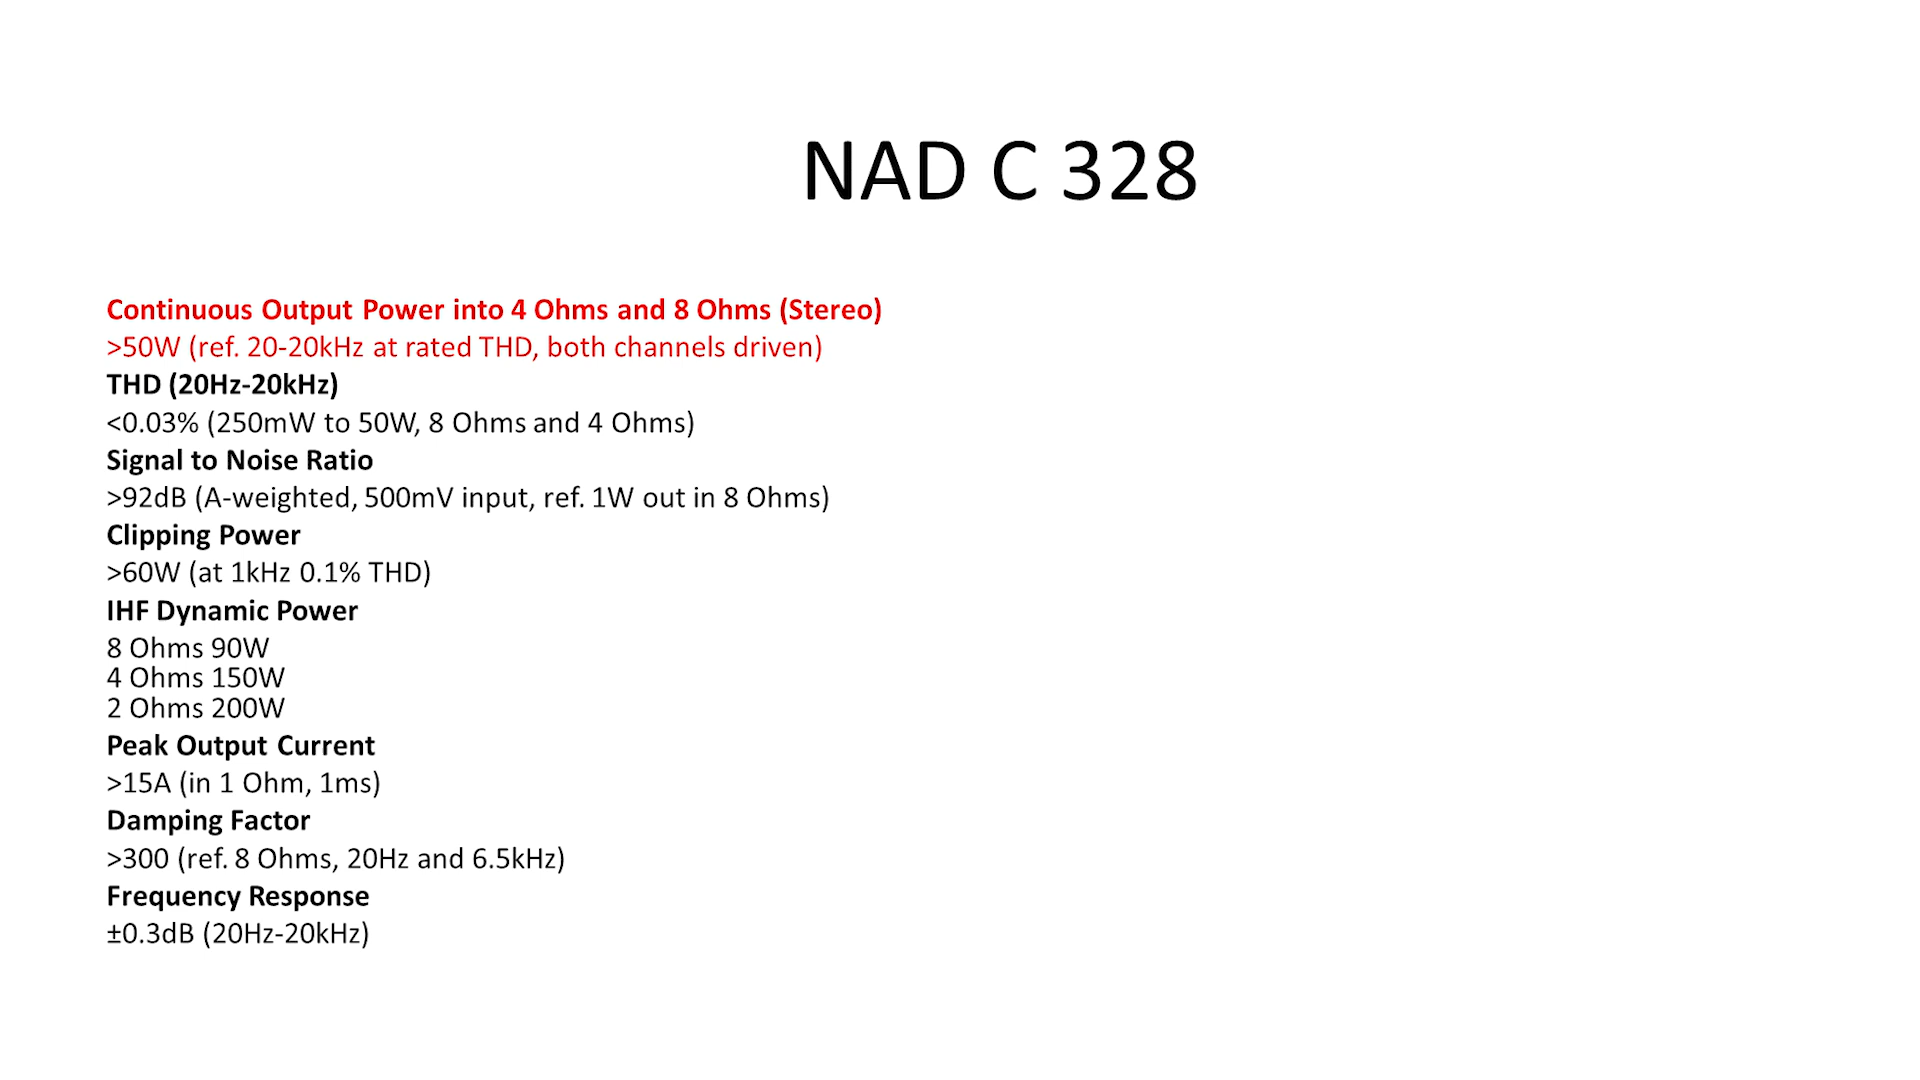 NAD C 328
Continuous Output Power into 4 Ohms and 8 Ohms (Stereo)
>50W (ref. 20-20kHz at rated THD, both channels driven)
THD (20Hz-20kHz)
<0.03% (250mW to 50W, 8 Ohms and 4 Ohms)
Signal to Noise Ratio
>92dB (A-weighted, 500mV input, ref. 1W out in 8 Ohms)
Clipping Power
>60W (at 1kHz 0.1% THD)
IHF Dynamic Power
8 Ohms 90W
4 Ohms 150W
2 Ohms 200W
Peak Output Current
>15A (in 1 Ohm, 1ms)
Damping Factor
>300 (ref. 8 Ohms, 20Hz and 6.5kHz)
Frequency Response
±0.3dB (20Hz-20kHz)